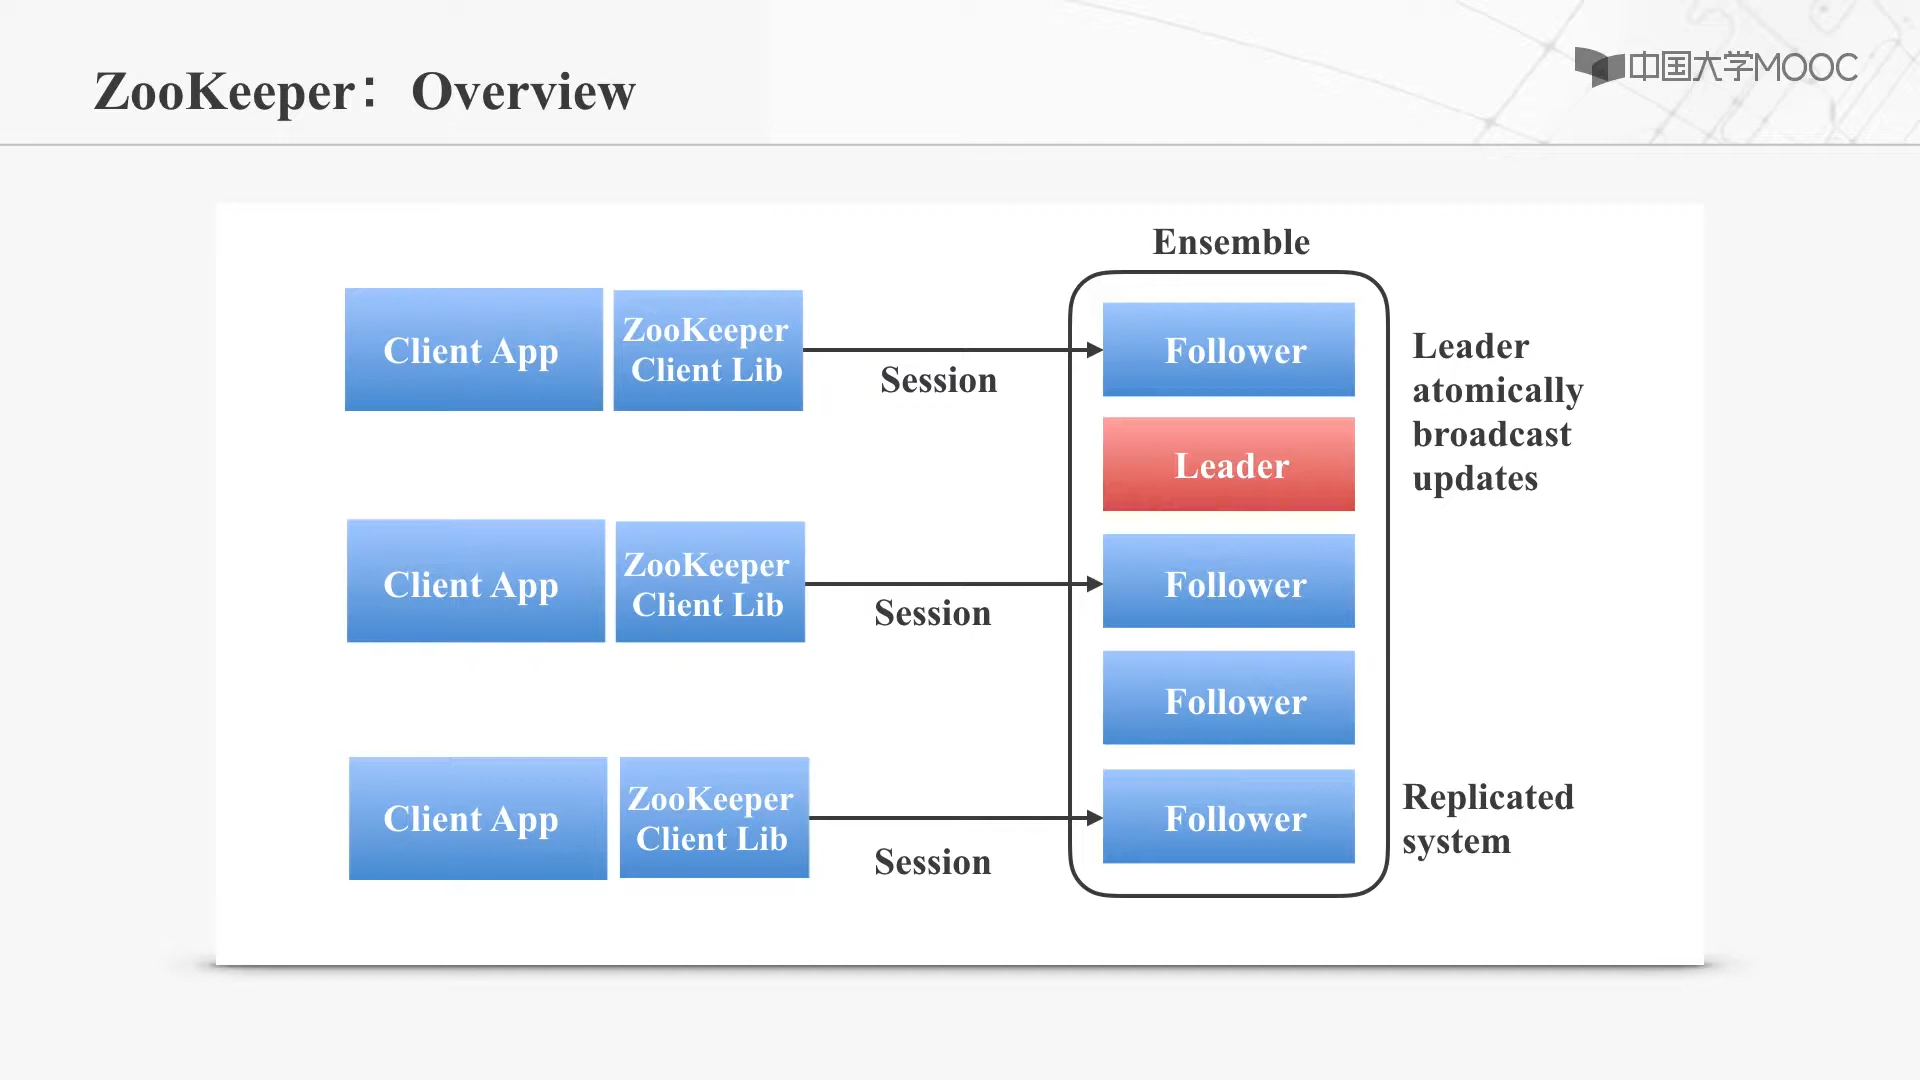 ZooKeeper：Overview
中国大学MOOC
Ensemble
Client App
ZooKeeper
Client Lib
Session
Follower
Leader
atomically
broadcast
updates
Leader
Client App
ZooKeeper
Client Lib
Session
Follower
Follower
Client App
ZooKeeper
Client Lib
Session
Follower
Replicated
system